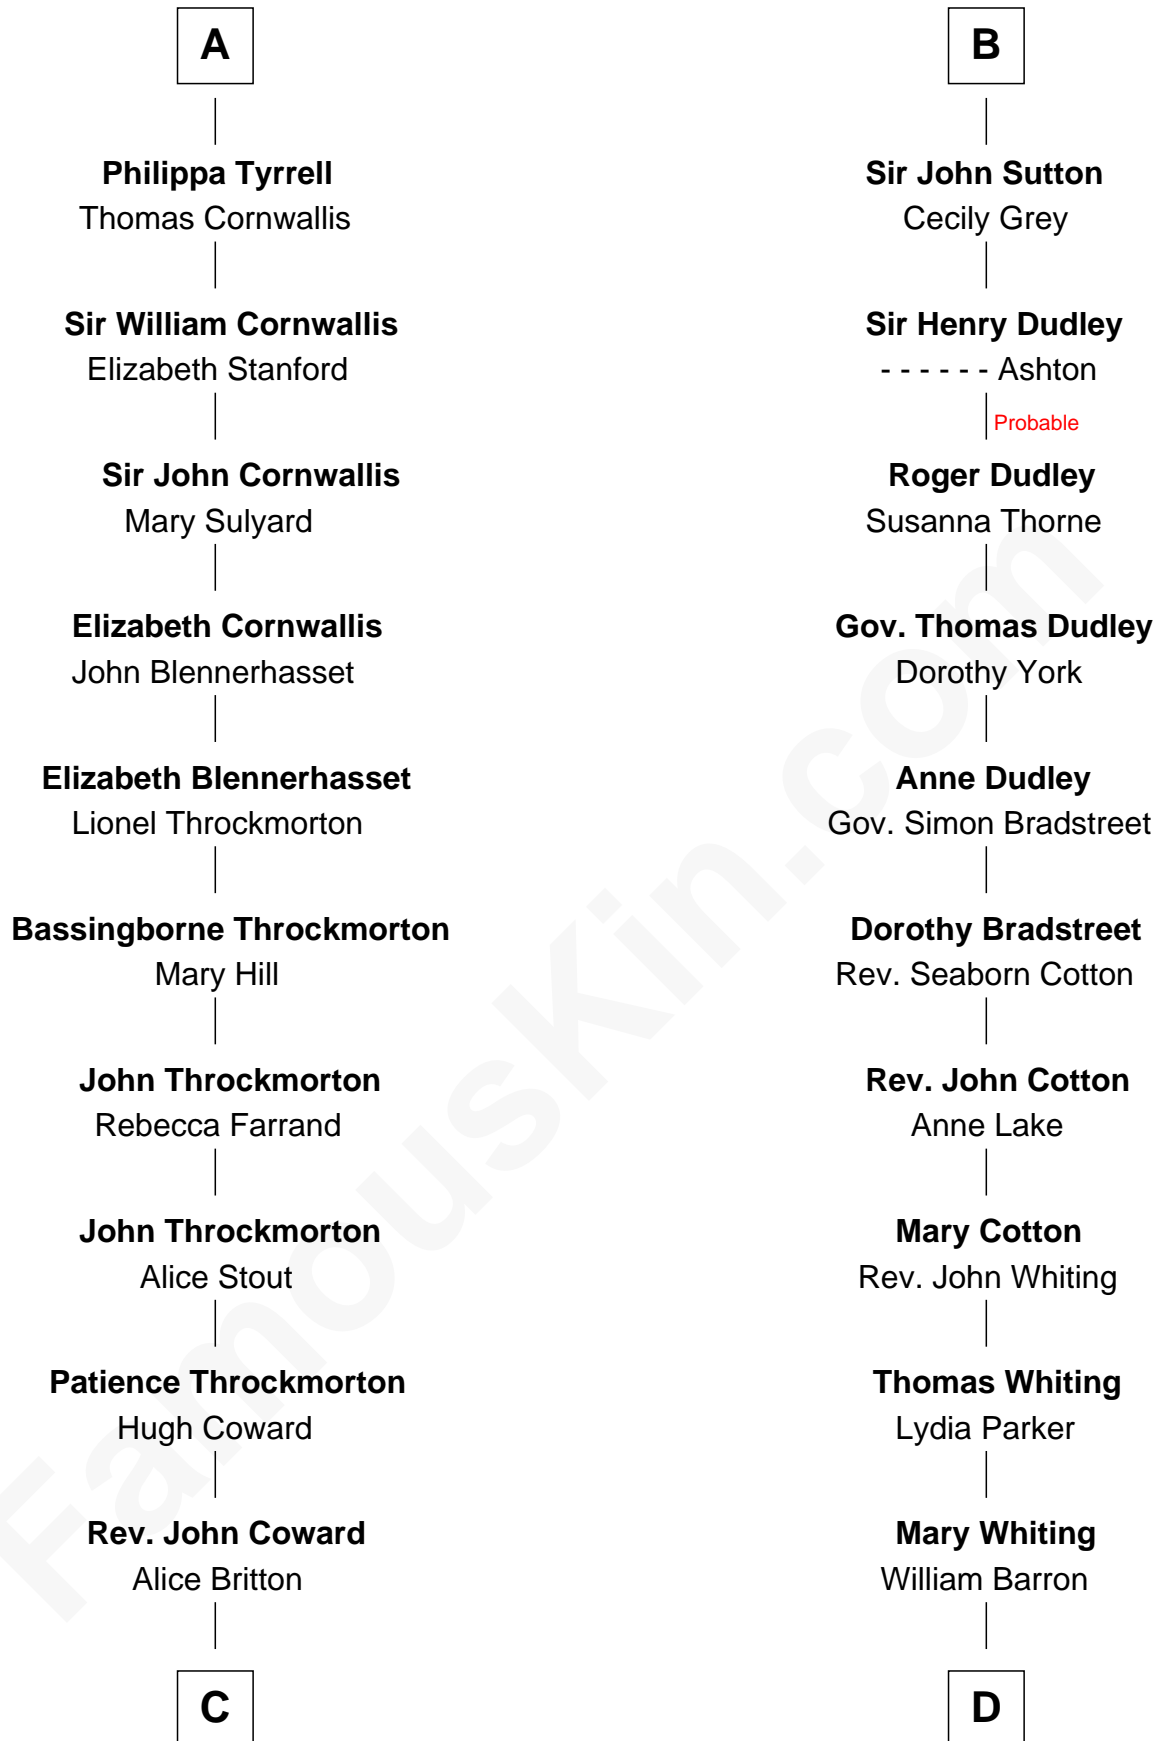 A
Philippa Tyrrell
Thomas Cornwallis
Sir William Cornwallis
Elizabeth Stanford
Sir John Cornwallis
Mary Sulyard
Elizabeth Cornwallis
John Blennerhasset
Elizabeth Blennerhasset
Lionel Throckmorton
Bassingborne Throckmorton
Mary Hill
John Throckmorton
Rebecca Farrand
John Throckmorton
Alice Stout
Patience Throckmorton
Hugh Coward
Rev. John Coward
Alice Britton
C
B
Sir John Sutton
Cecily Grey
Sir Henry Dudley
- - - - - - Ashton
Probable
Roger Dudley
Susanna Thorne
Gov. Thomas Dudley
Dorothy York
Anne Dudley
Gov. Simon Bradstreet
Dorothy Bradstreet
Rev. Seaborn Cotton
Rev. John Cotton
Anne Lake
Mary Cotton
Rev. John Whiting
Thomas Whiting
Lydia Parker
Mary Whiting
William Barron
D
FamousKin.com